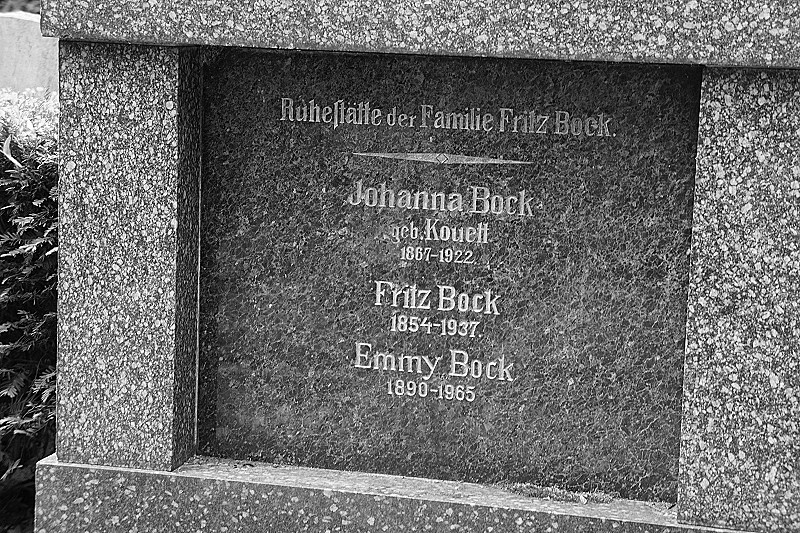 Ruheſtätte der Familie Fritz Bock.
Johanna Bock
geb. Kouett
1867-1922.
Fritz Bock
1854-1937.
Emmy Bock
1890-1965